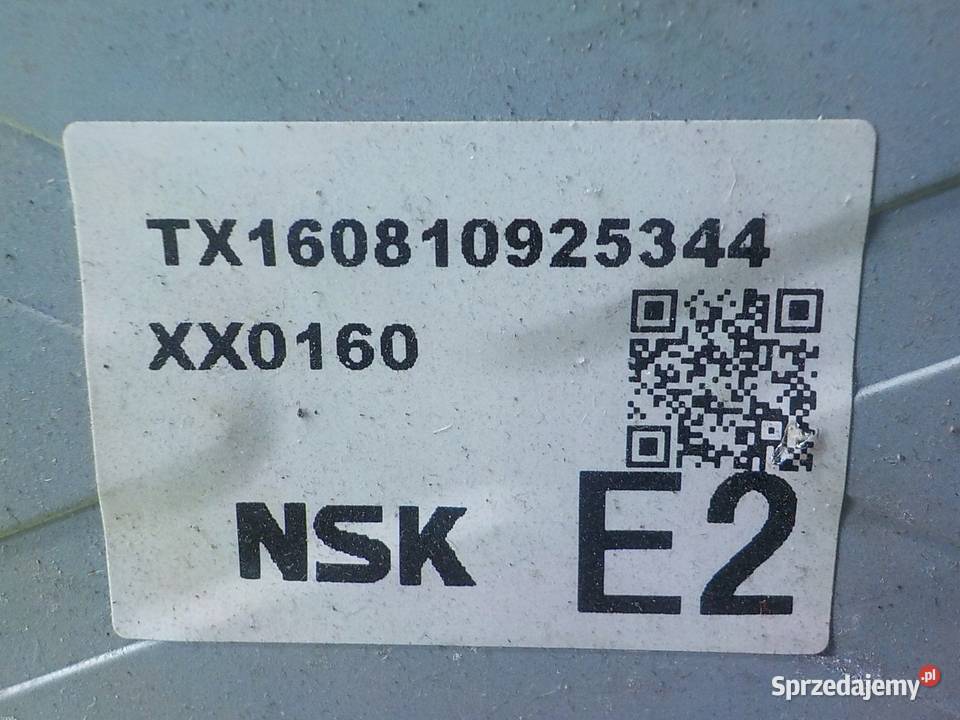 TX160810925344
XX0160
NSK
E2
Sprzedajemy.pl